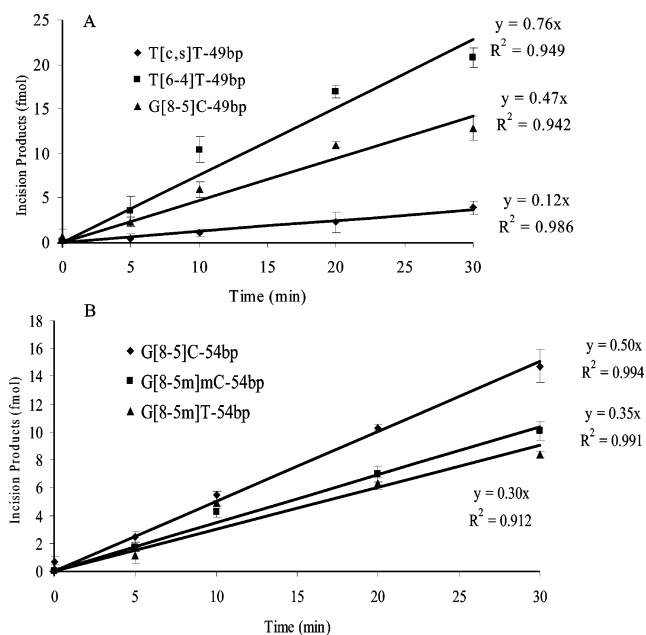 A
T[c,s]T-49bp
T[6-4]T-49bp
G[8-5]C-49bp
y = 0.76x
R² = 0.949
y = 0.47x
R² = 0.942
y = 0.12x
R² = 0.986
Incision Products (fmol)
25
20
15
10
5
0
0 5 10 15 20 25 30
Time (min)
B
G[8-5]C-54bp
G[8-5m]mC-54bp
G[8-5m]T-54bp
y = 0.50x
R² = 0.994
y = 0.35x
R² = 0.991
y = 0.30x
R² = 0.912
Incision Products (fmol)
18
16
14
12
10
8
6
4
2
0
0 5 10 15 20 25 30
Time (min)